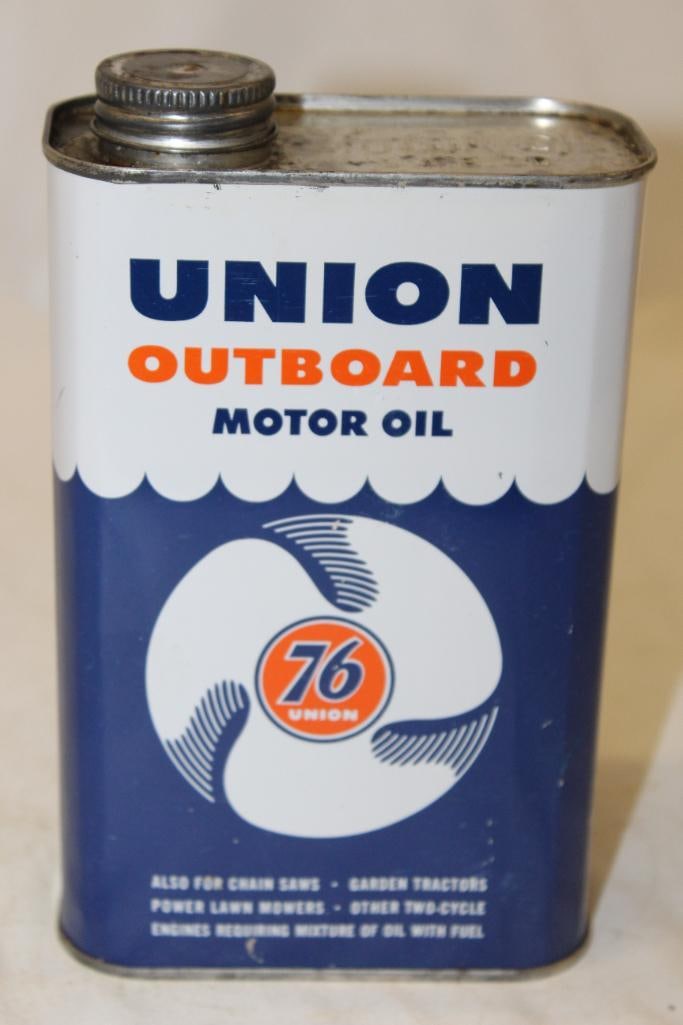 UNION
OUTBOARD
MOTOR OIL
76
UNION
ALSO FOR CHAIN SAWS - GARDEN TRACTORS
POWER LAWN MOWERS - OTHER TWO-CYCLE
ENGINES REQUIRING MIXTURE OF OIL WITH FUEL